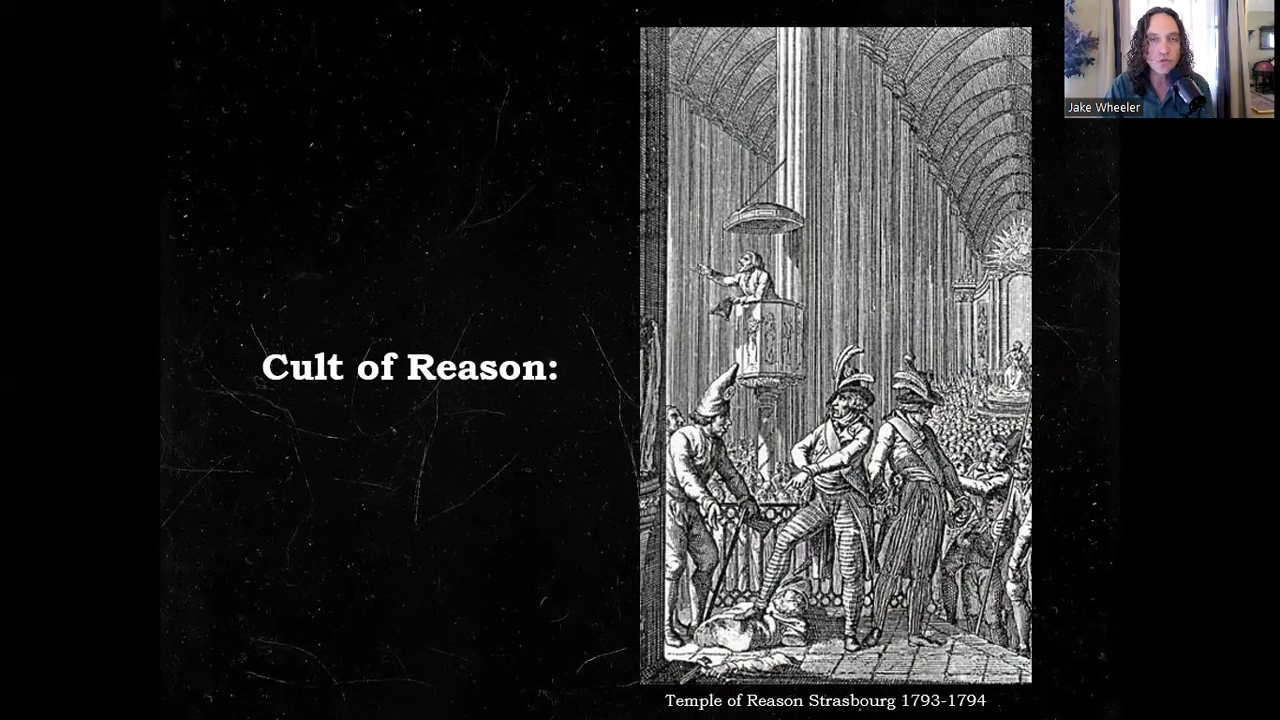 Jake Wheeler
Cult of Reason:
Temple of Reason Strasbourg 1793-1794